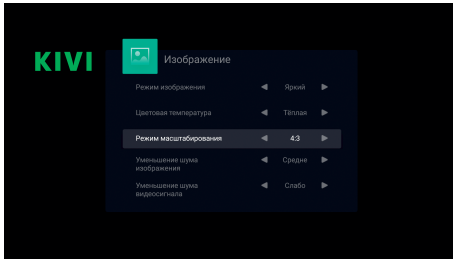 KIVI
Изображение
Режим изображения Яркий
Цветовая температура Тёплая
Режим масштабирования 4:3
Уменьшение шума
изображения Средне
Уменьшение шума
видеосигнала Слабо